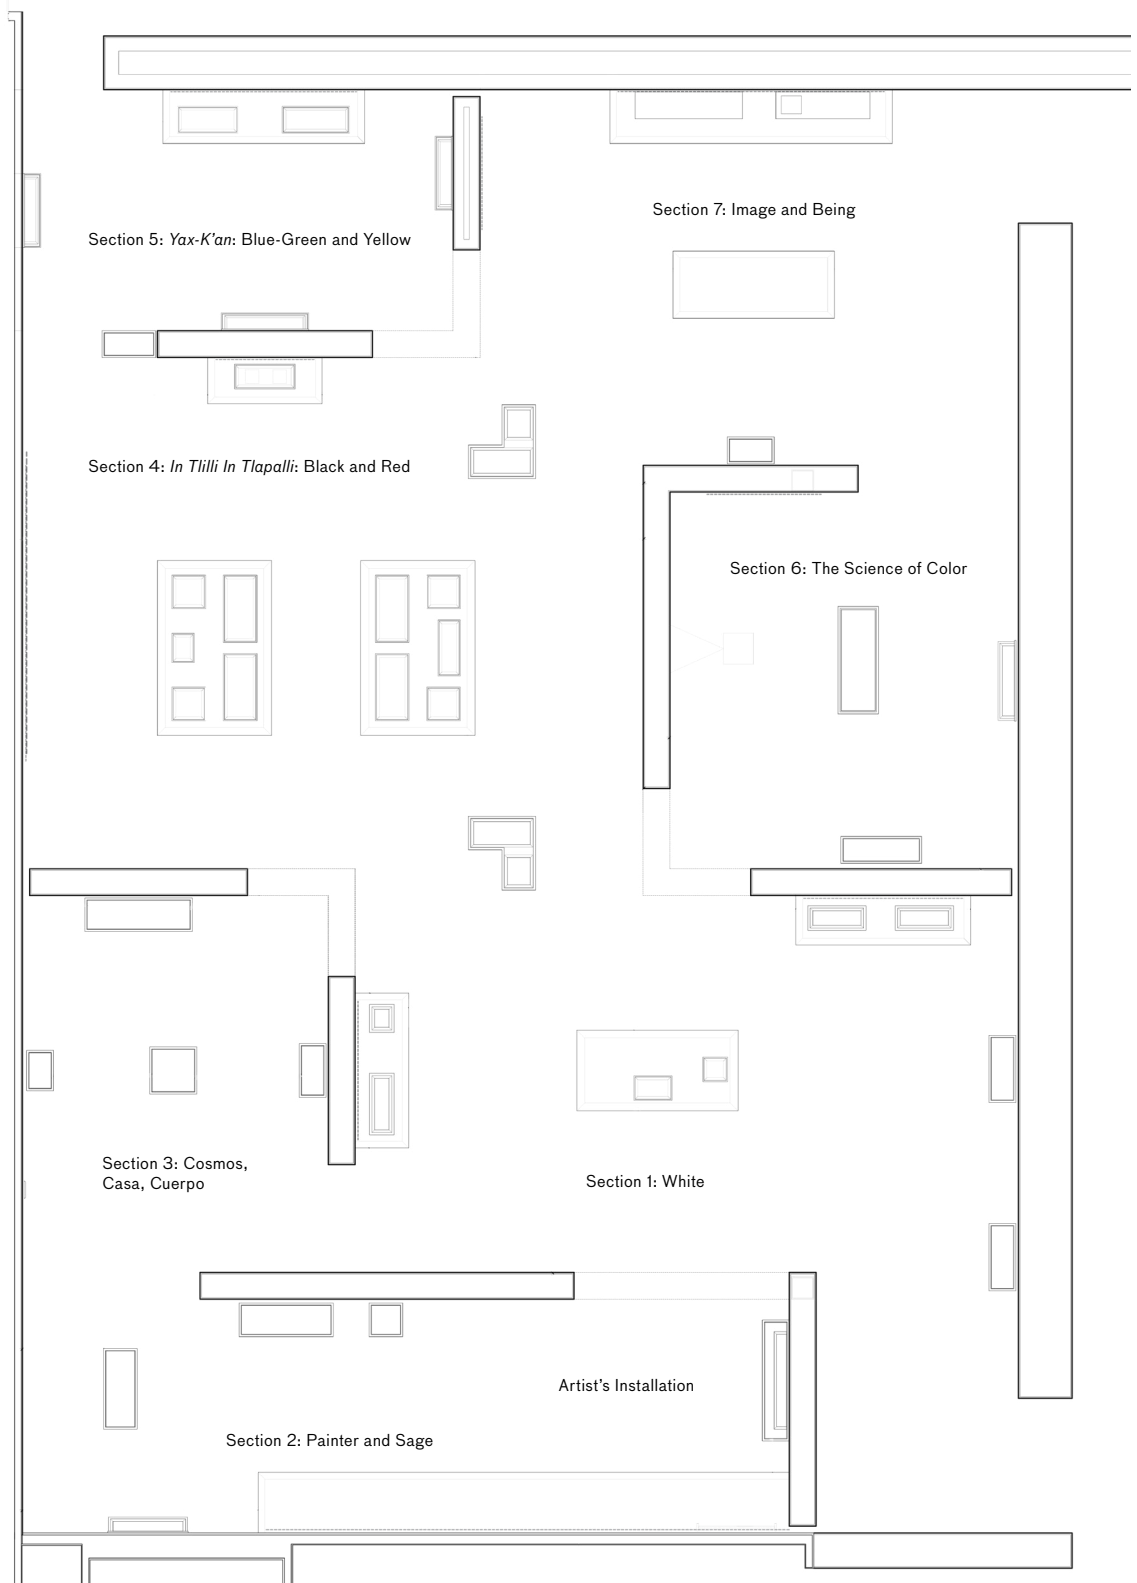 Section 7: Image and Being
Section 5: Yax-K’an: Blue-Green and Yellow
Section 4: In Tlilli In Tlapalli: Black and Red
Section 6: The Science of Color
Section 3: Cosmos,
Casa, Cuerpo
Section 1: White
Artist’s Installation
Section 2: Painter and Sage